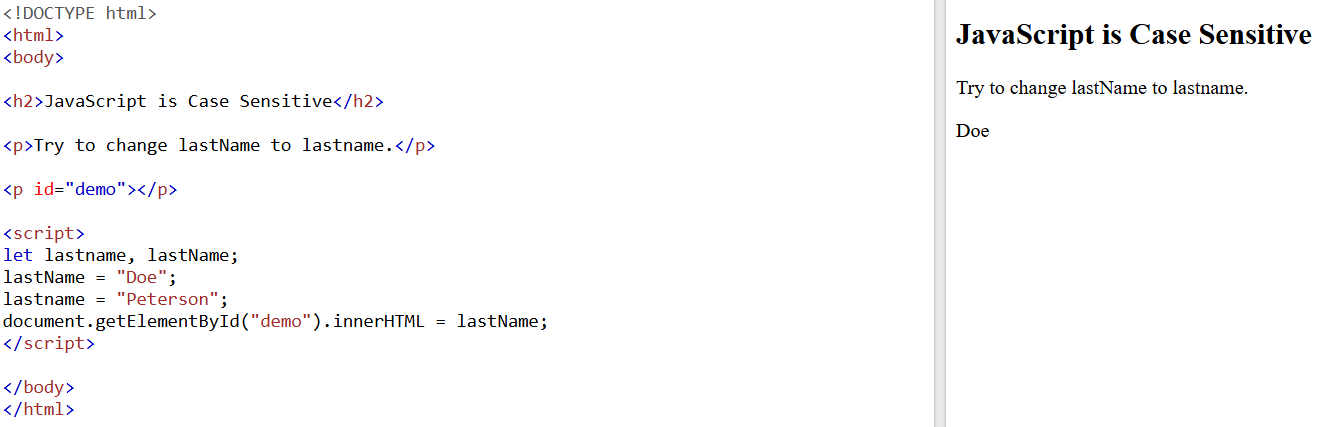 <!DOCTYPE html>
<html>
<body>
<h2>JavaScript is Case Sensitive</h2>
<p>Try to change lastName to lastname.</p>
<p id="demo"></p>
<script>
let lastname, lastName;
lastName = "Doe";
lastname = "Peterson";
document.getElementById("demo").innerHTML = lastName;
</script>
</body>
</html>
JavaScript is Case Sensitive
Try to change lastName to lastname.
Doe